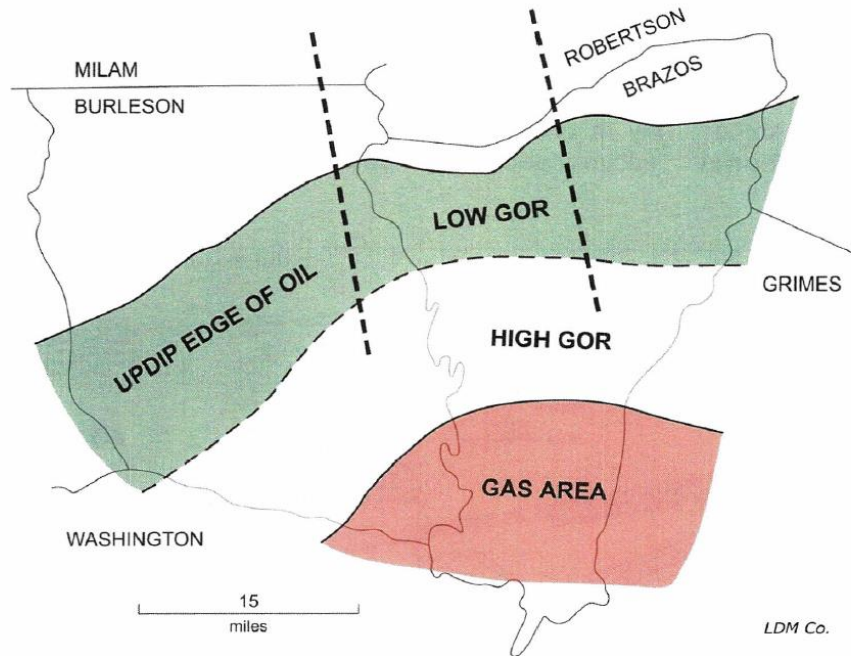 ROBERTSON
MILAM
BRAZOS
BURLESON
LOW GOR
UPDIP EDGE OF OIL
GRIMES
HIGH GOR
GAS AREA
WASHINGTON
15
miles
LDM Co.